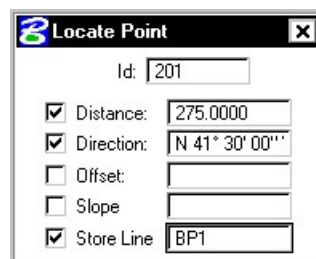 Locate Point
Id: 201
Distance: 275.0000
Direction: N 41° 30' 00"'
Offset:
Slope
Store Line BP1